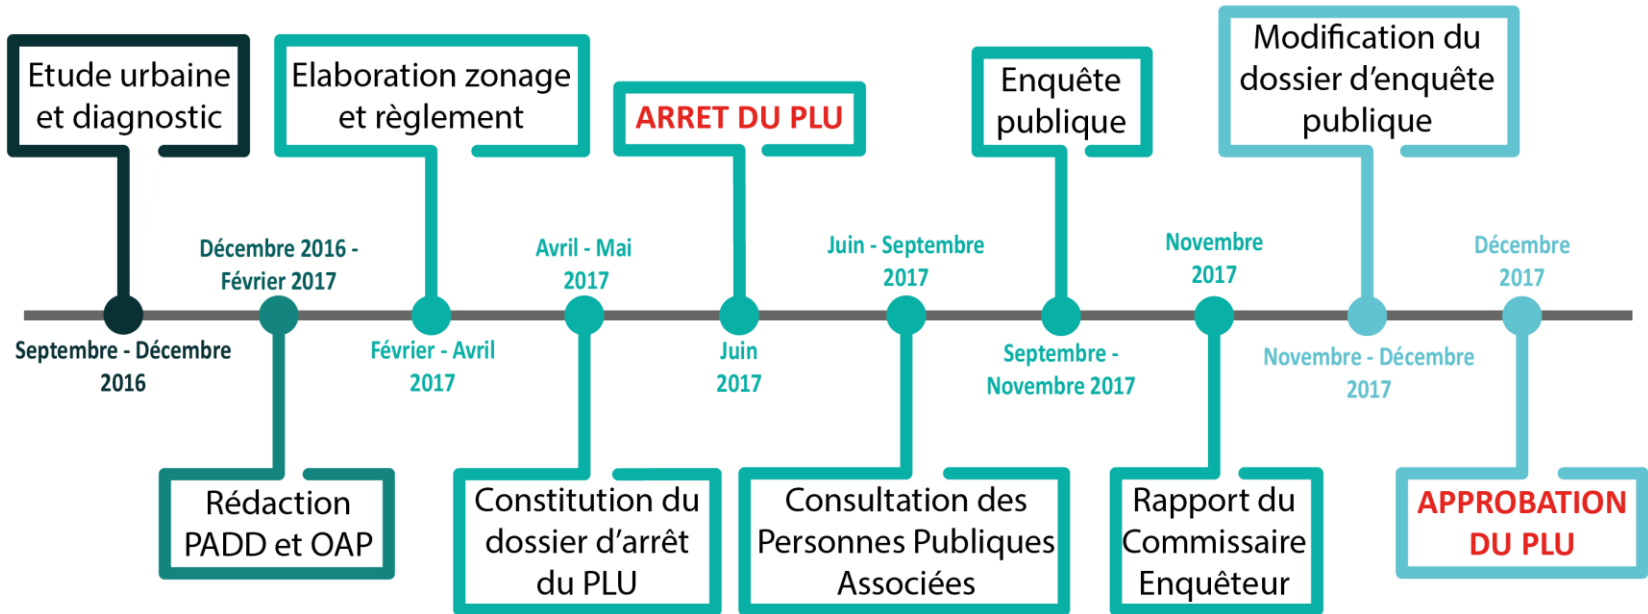 Etude urbaine
et diagnostic
Septembre - Décembre
2016
Décembre 2016 -
Février 2017
Rédaction
PADD et OAP
Elaboration zonage
et règlement
Février - Avril
2017
Avril - Mai
2017
Constitution du
dossier d'arrêt
du PLU
ARRET DU PLU
Juin
2017
Juin - Septembre
2017
Consultation des
Personnes Publiques
Associées
Enquête
publique
Septembre -
Novembre 2017
Novembre
2017
Rapport du
Commissaire
Enquêteur
Modification du
dossier d'enquête
publique
Novembre - Décembre
2017
Décembre
2017
APPROBATION
DU PLU